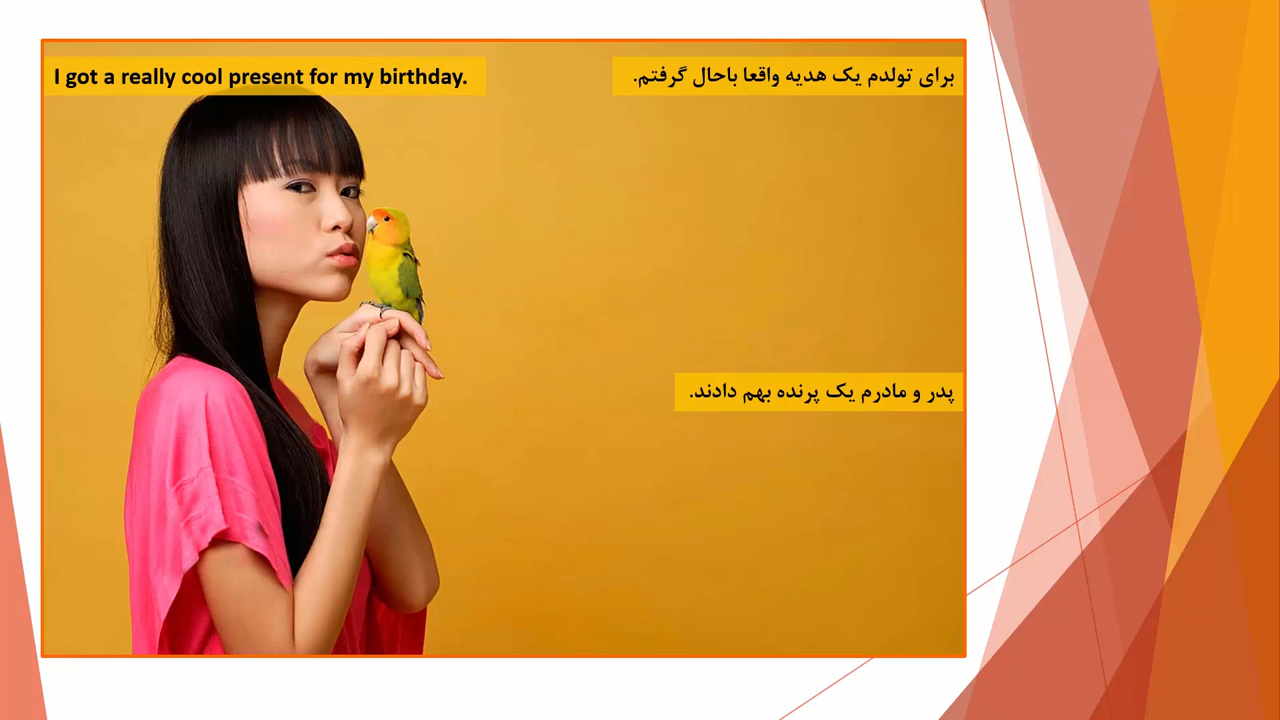 I got a really cool present for my birthday.
برای تولدم یک هدیه واقعا باحال گرفتم.
پدر و مادرم یک پرنده بهم دادند.